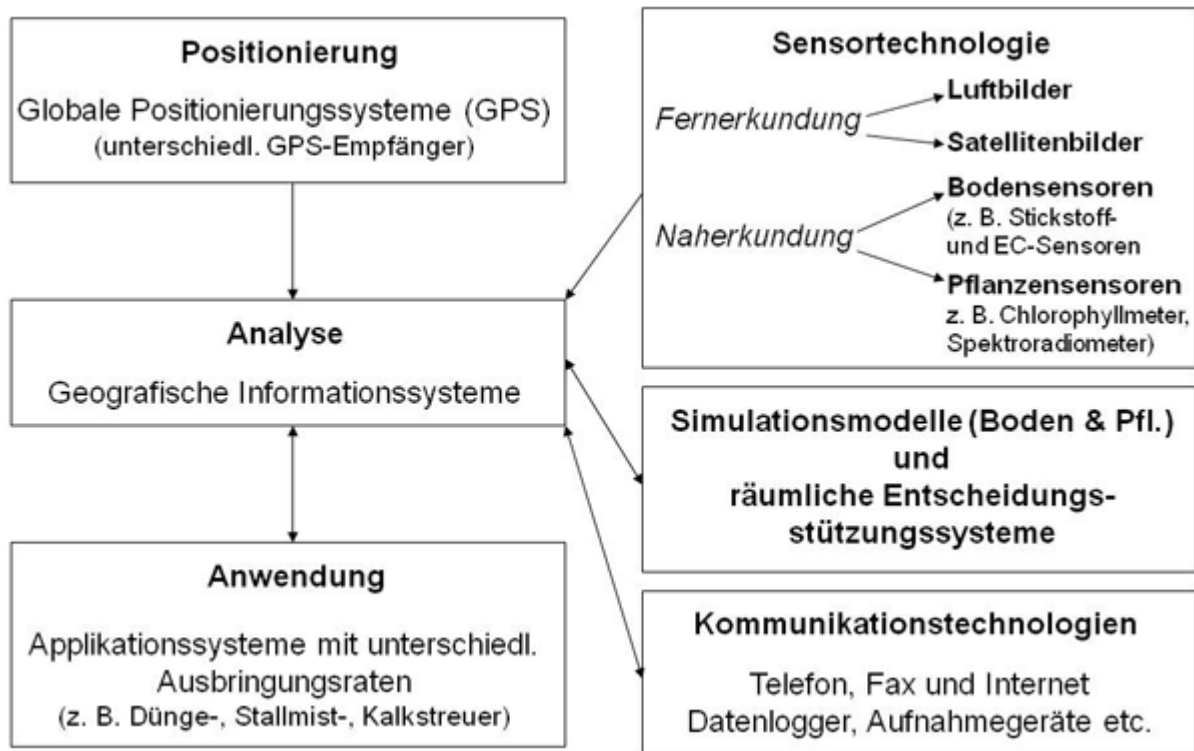 Positionierung
Globale Positionierungssysteme (GPS)
(unterschiedl. GPS-Empfänger)
Analyse
Geografische Informationssysteme
Anwendung
Applikationssysteme mit unterschiedl.
Ausbringungsraten
(z. B. Dünge-, Stallmist-, Kalkstreuer)
Sensortechnologie
Fernerkundung
Luftbilder
Satellitenbilder
Naherkundung
Bodensensoren
(z. B. Stickstoff-
und EC-Sensoren
Pflanzensensoren
z. B. Chlorophyllmeter,
Spektroradiometer)
Simulationsmodelle (Boden & Pfl.)
und
räumliche Entscheidungs-
stützungssysteme
Kommunikationstechnologien
Telefon, Fax und Internet
Datenlogger, Aufnahmegeräte etc.